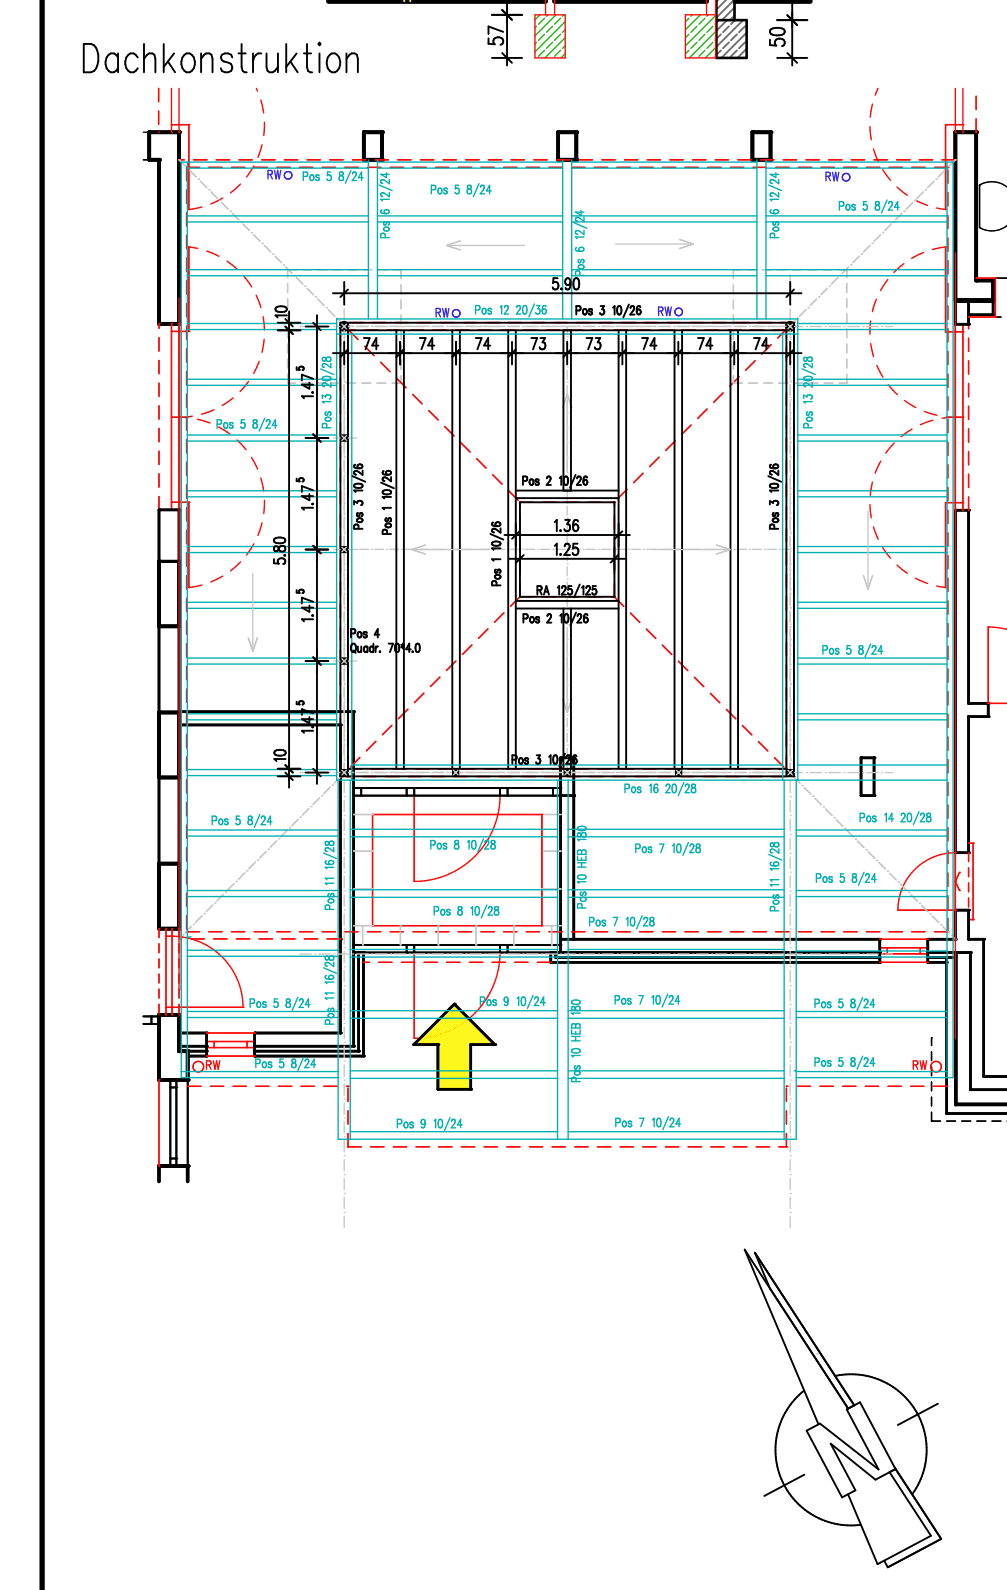 57
50
Dachkonstruktion
RW
Pos 5 8/24
Pos 6 12/24
Pos 5 8/24
Pos 6 12/24
Pos 6 12/24
RW
Pos 5 8/24
5.90
10
RW
Pos 12 20/36
Pos 3 10/26
RW
74
74
74
73
73
74
74
74
1.47⁵
Pos 13 20/28
Pos 13 20/28
Pos 5 8/24
1.47⁵
Pos 3 10/26
Pos 1 10/26
Pos 2 10/26
Pos 3 10/26
5.80
Pos 1 10/26
1.36
1.25
RA 125/125
1.47⁵
Pos 2 10/26
Pos 4
Quadr. 70*4.0
Pos 5 8/24
1.47⁵
10
Pos 3 10/26
Pos 16 20/28
Pos 5 8/24
Pos 14 20/28
Pos 11 16/28
Pos 8 10/28
Pos 10 HEB 180
Pos 7 10/28
Pos 11 16/28
Pos 5 8/24
Pos 8 10/28
Pos 7 10/28
Pos 11 16/28
Pos 5 8/24
Pos 9 10/24
Pos 10 HEB 180
Pos 7 10/24
Pos 5 8/24
RW
Pos 5 8/24
Pos 5 8/24
RW
Pos 9 10/24
Pos 7 10/24
N